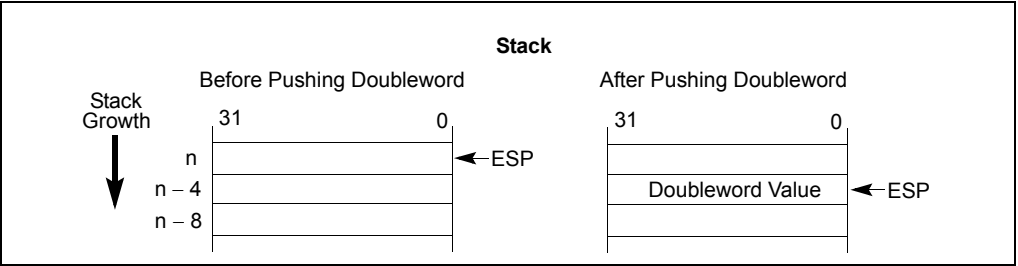 Stack
Before Pushing Doubleword
After Pushing Doubleword
Stack
Growth
31 0
31 0
n
ESP
n – 4
Doubleword Value
ESP
n – 8